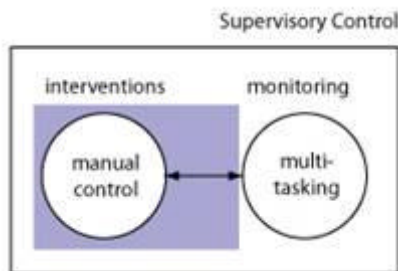 Supervisory Control
interventions
monitoring
manual
control
multi-
tasking